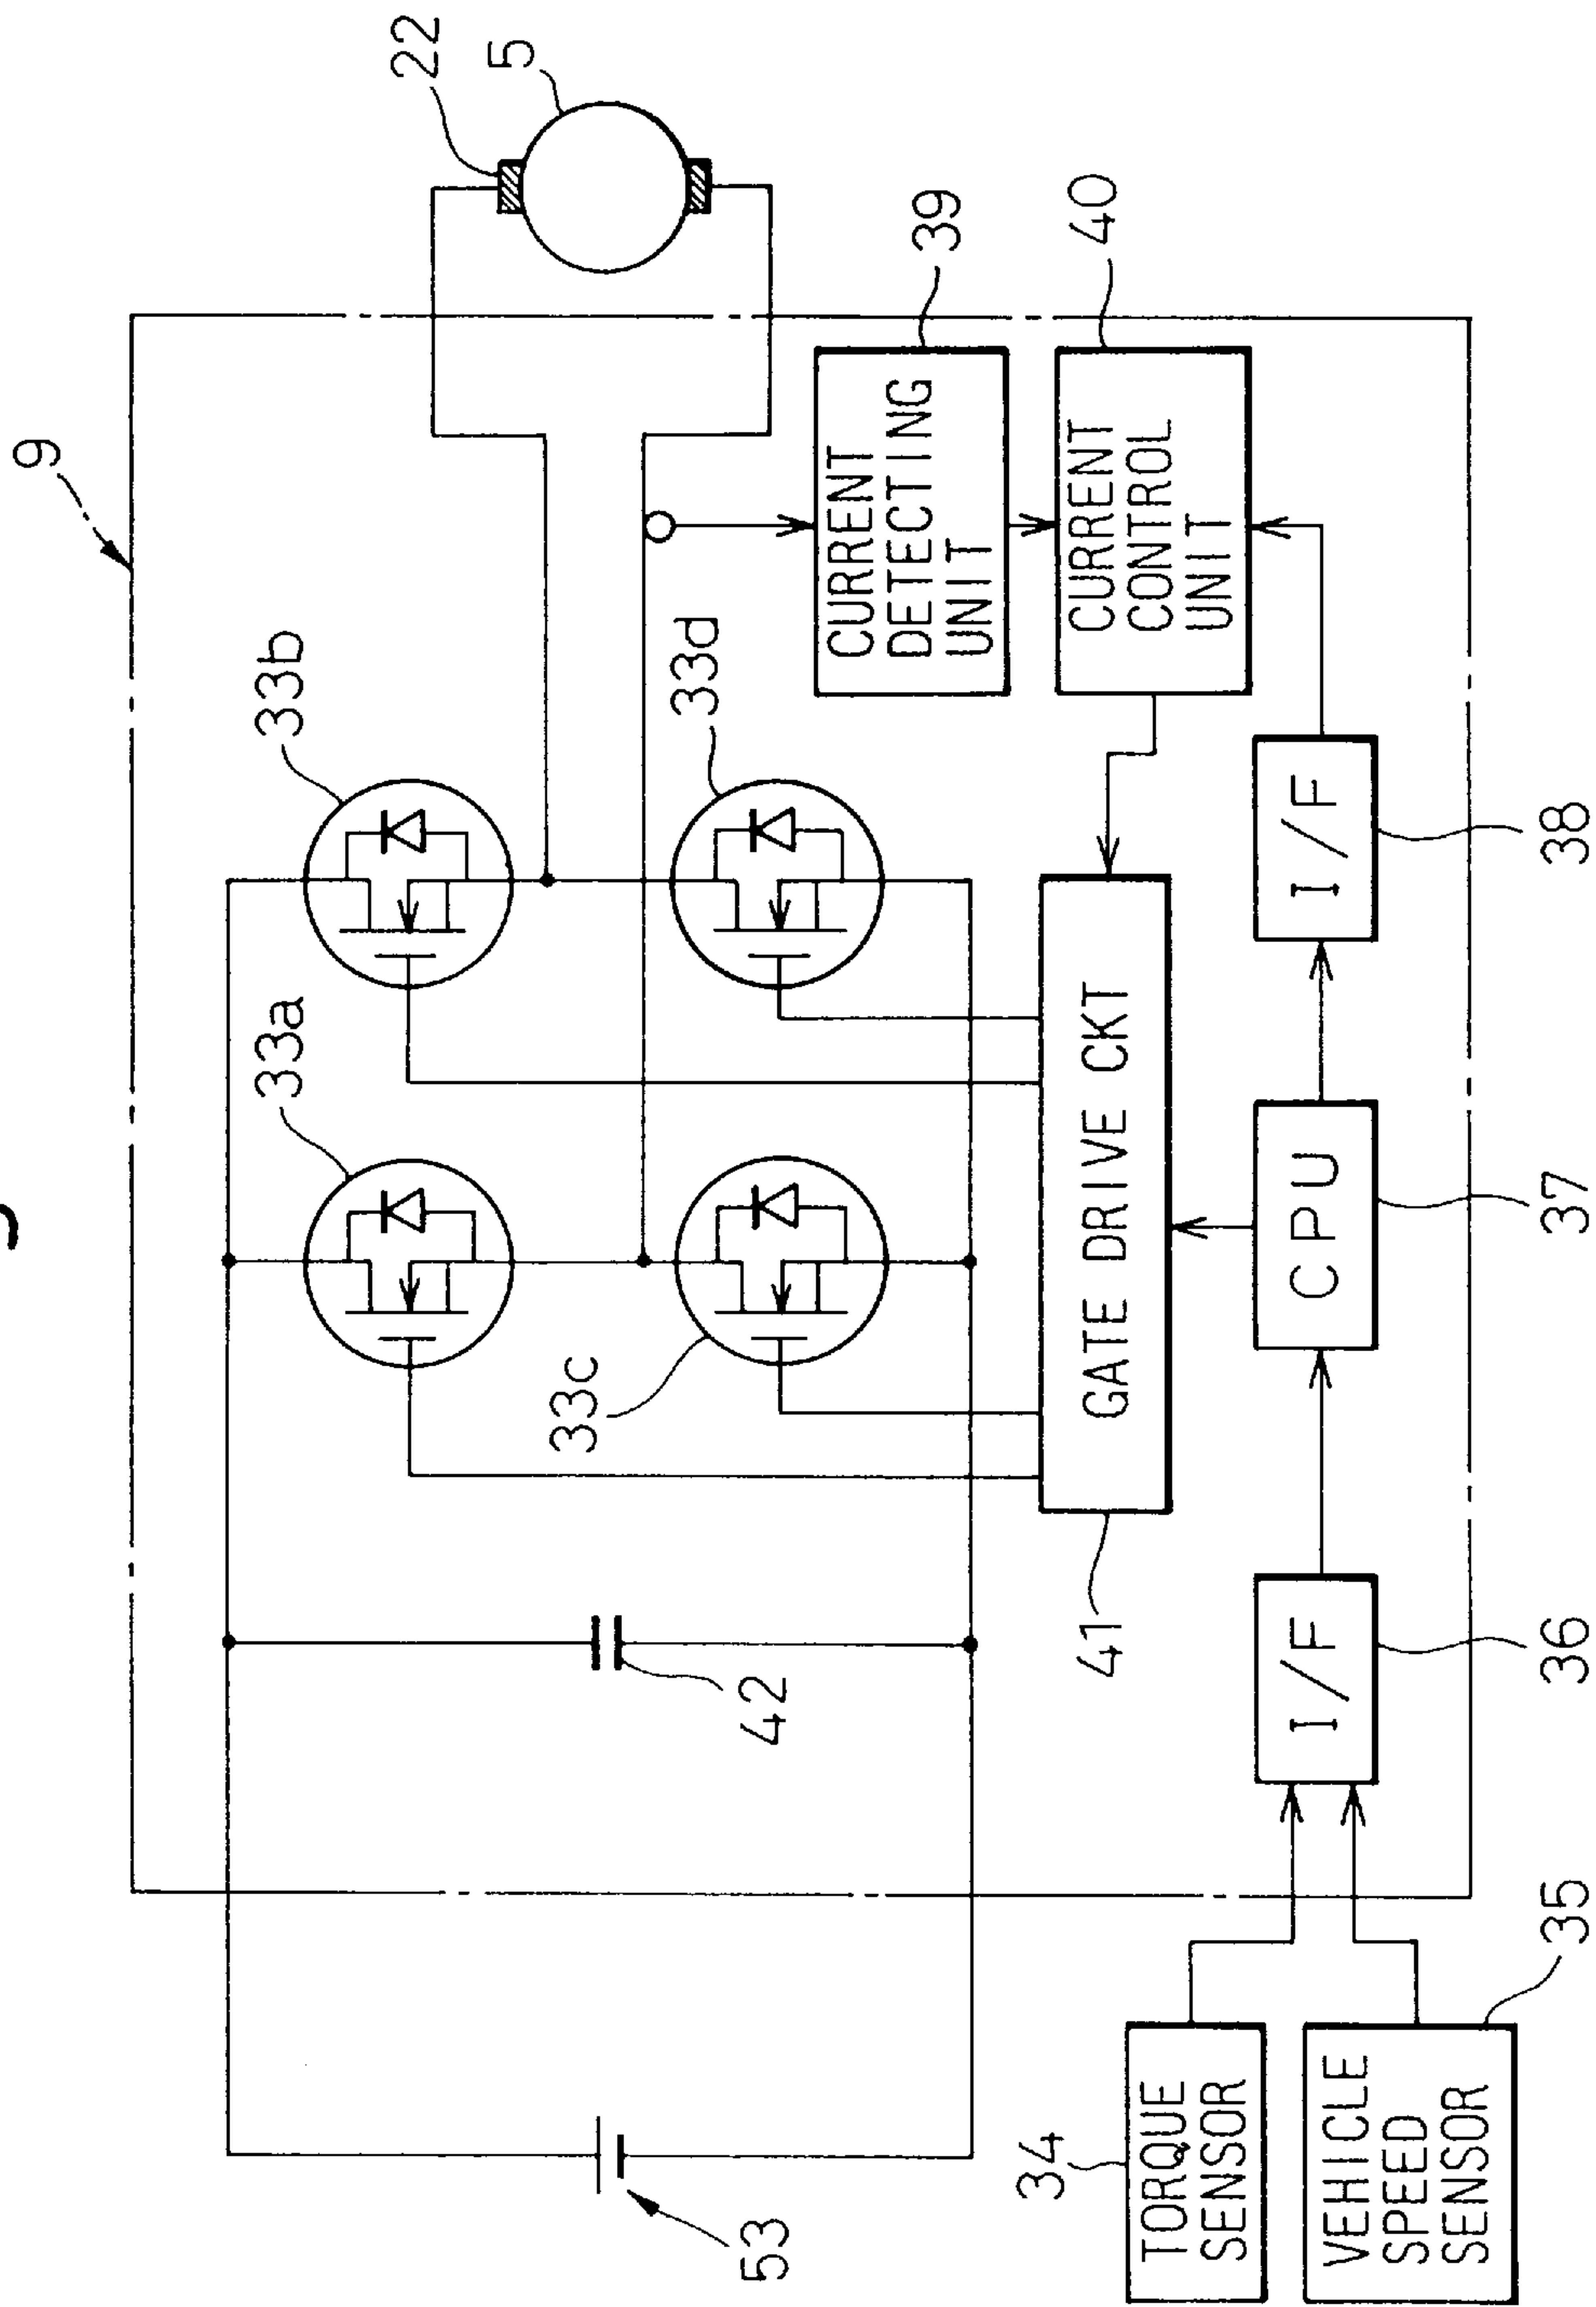 9
22
5
33b
33a
33d
33c
39
CURRENT
DETECTING
UNIT
40
CURRENT
CONTROL
UNIT
42
53
41
GATE DRIVE CKT
34
TORQUE
SENSOR
VEHICLE
SPEED
SENSOR
35
I/F
36
CPU
37
I/F
38